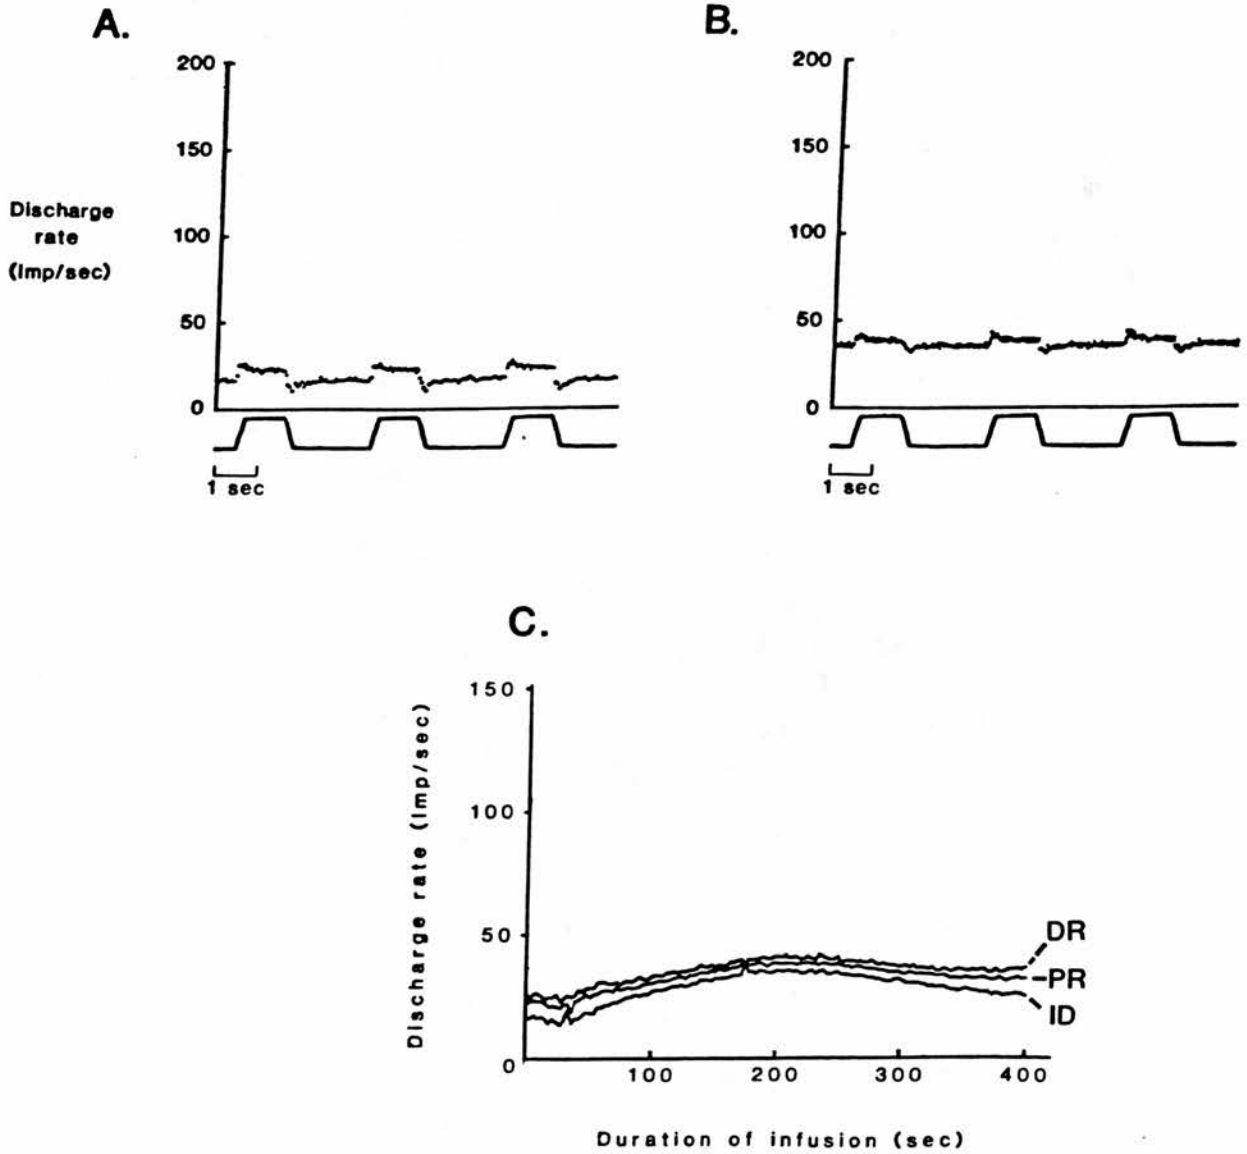 A.
200
150
Discharge
rate
(Imp/sec)
100
50
0
1 sec
B.
200
150
100
50
0
1 sec
C.
150
100
50
0
Discharge rate (Imp/sec)
DR
PR
ID
100 200 300 400
Duration of infusion (sec)